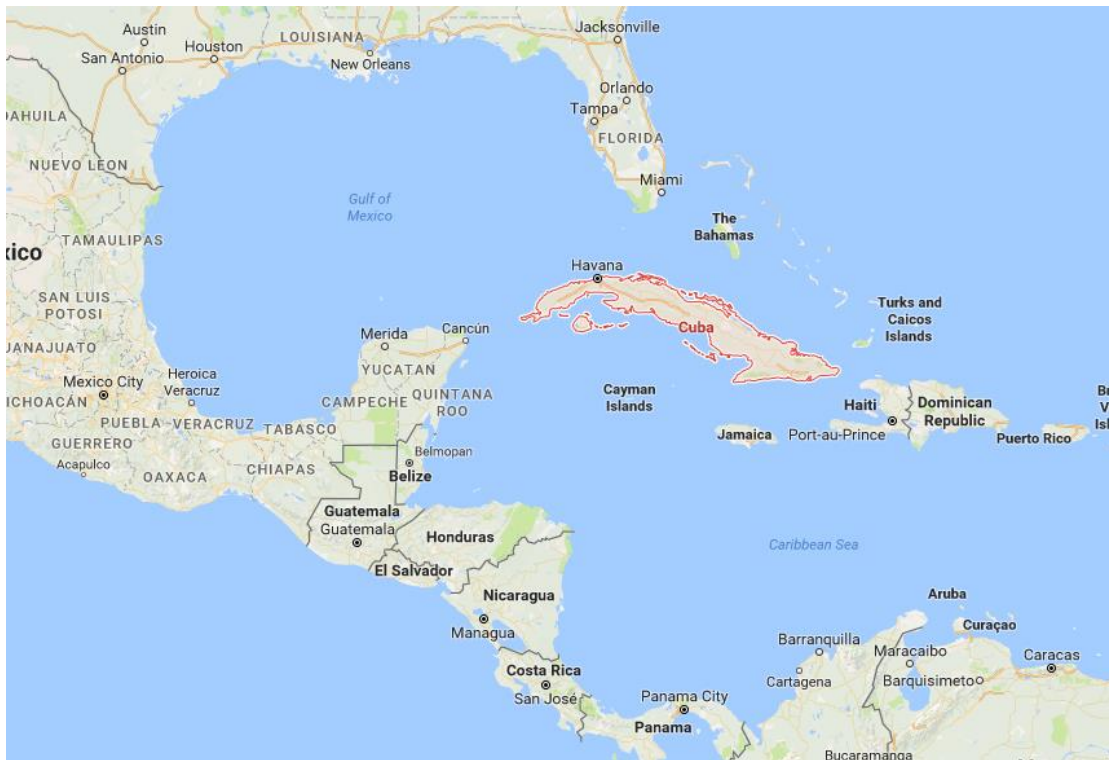 Jacksonville
Austin
LOUISIANA
Houston
San Antonio
New Orleans
Orlando
Tampa
FLORIDA
NUEVO LEON
Miami
Gulf of
Mexico
The
Bahamas
TAMAULIPAS
Havana
SAN LUIS
POTOSI
Turks and
Caicos
Islands
Cuba
Cancún
Merida
YUCATAN
Heroica
Veracruz
Mexico City
QUINTANA
ROO
Cayman
Islands
CAMPECHE
Haiti
Dominican
Republic
PUEBLA
VERACRUZ
TABASCO
Jamaica
Port-au-Prince
Puerto Rico
GUERRERO
Belmopan
Acapulco
OAXACA
CHIAPAS
Belize
Guatemala
Guatemala
Honduras
Caribbean Sea
El Salvador
Nicaragua
Aruba
Managua
Curaçao
Barranquilla
Maracaibo
Caracas
Costa Rica
San José
Cartagena
Barquisimeto
Panama City
Panama
Bucaramanga